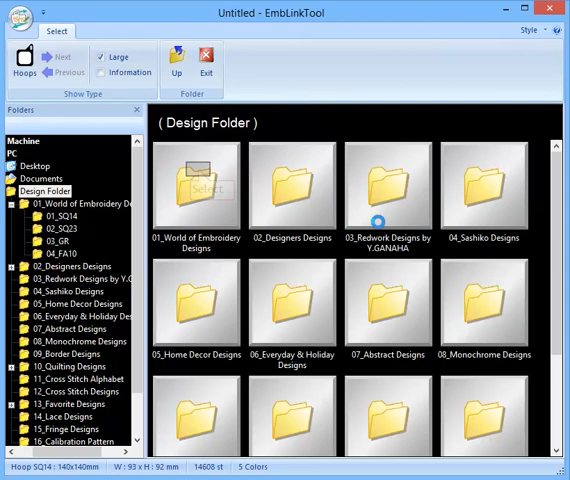 Untitled - EmbLinkTool
Select
Style
Hoops
Next
Previous
Large
Information
Up
Exit
Show Type
Folder
Folders
Machine
PC
Desktop
Documents
Design Folder
01_World of Embroidery De
01_SQ14
02_SQ23
03_GR
04_FA10
02_Designers Designs
03_Redwork Designs by Y.G
04_Sashiko Designs
05_Home Decor Designs
06_Everyday & Holiday Des
07_Abstract Designs
08_Monochrome Designs
09_Border Designs
10_Quilting Designs
11_Cross Stitch Alphabet
12_Cross Stitch Designs
13_Favorite Designs
14_Lace Designs
15_Fringe Designs
16_Calibration Pattern
( Design Folder )
Select
01_World of Embroidery
Designs
02_Designers Designs
03_Redwork Designs by
Y.GANAHA
04_Sashiko Designs
05_Home Decor Designs
06_Everyday & Holiday
Designs
07_Abstract Designs
08_Monochrome Designs
Hoop SQ14 : 140x140mm
W : 93 x H : 92 mm
14608 st
5 Colors